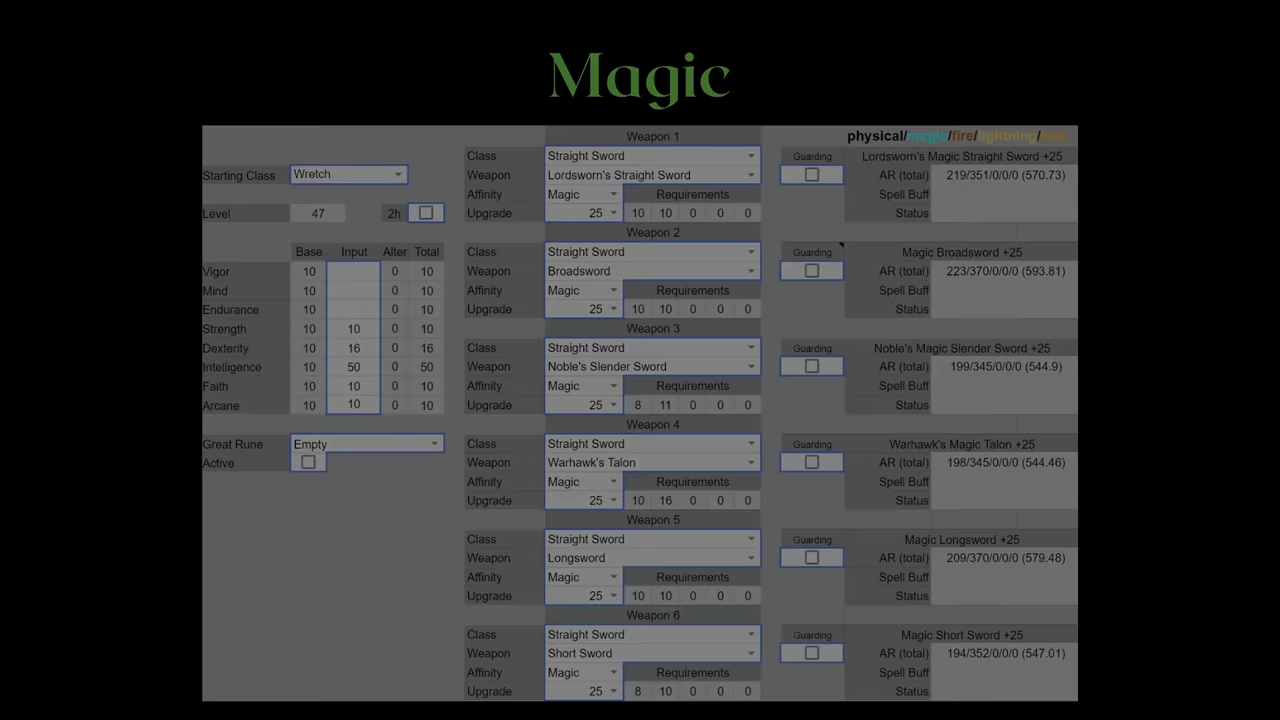 Magic
Weapon 1
physical/magic/fire/lightning/
Class Straight Sword Guarding Lordsworn's Magic Straight Sword +25
Starting Class Wretch Weapon Lordsworn's Straight Sword AR (total) 219/351/0/0/0 (570.73)
Affinity Magic Requirements Spell Buff
Level 47 2h Upgrade 25 10 10 0 0 0 Status
Weapon 2
Base Input Alter Total Class Straight Sword Guarding Magic Broadsword +25
Vigor 10 0 10 Weapon Broadsword AR (total) 223/370/0/0/0 (593.81)
Mind 10 0 10 Affinity Magic Requirements Spell Buff
Endurance 10 0 10 Upgrade 25 10 10 0 0 0 Status
Strength 10 10 0 10 Weapon 3
Dexterity 10 16 0 16 Class Straight Sword Guarding Noble's Magic Slender Sword +25
Intelligence 10 50 0 50 Weapon Noble's Slender Sword AR (total) 199/345/0/0/0 (544.9)
Faith 10 10 0 10 Affinity Magic Requirements Spell Buff
Arcane 10 10 0 10 Upgrade 25 8 11 0 0 0 Status
Weapon 4
Great Rune Empty Class Straight Sword Guarding Warhawk's Magic Talon +25
Active Weapon Warhawk's Talon AR (total) 198/345/0/0/0 (544.46)
Affinity Magic Requirements Spell Buff
Upgrade 25 10 16 0 0 0 Status
Weapon 5
Class Straight Sword Guarding Magic Longsword +25
Weapon Longsword AR (total) 209/370/0/0/0 (579.48)
Affinity Magic Requirements Spell Buff
Upgrade 25 10 10 0 0 0 Status
Weapon 6
Class Straight Sword Guarding Magic Short Sword +25
Weapon Short Sword AR (total) 194/352/0/0/0 (547.01)
Affinity Magic Requirements Spell Buff
Upgrade 25 8 10 0 0 0 Status